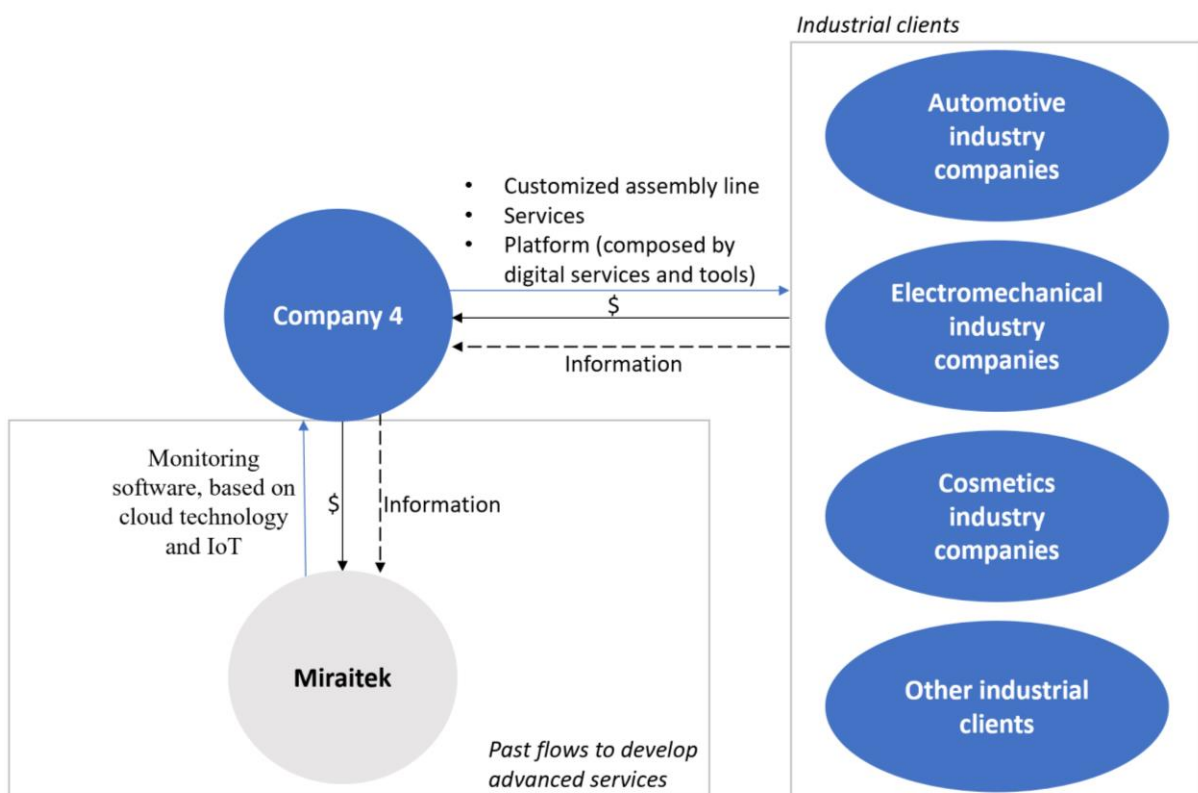 Industrial clients
Automotive
industry
companies
• Customized assembly line
• Services
• Platform (composed by
digital services and tools)
Company 4
$
Information
Electromechanical
industry
companies
Monitoring
software, based on
cloud technology
and IoT
$
Information
Cosmetics
industry
companies
Miraitek
Other industrial
clients
Past flows to develop
advanced services